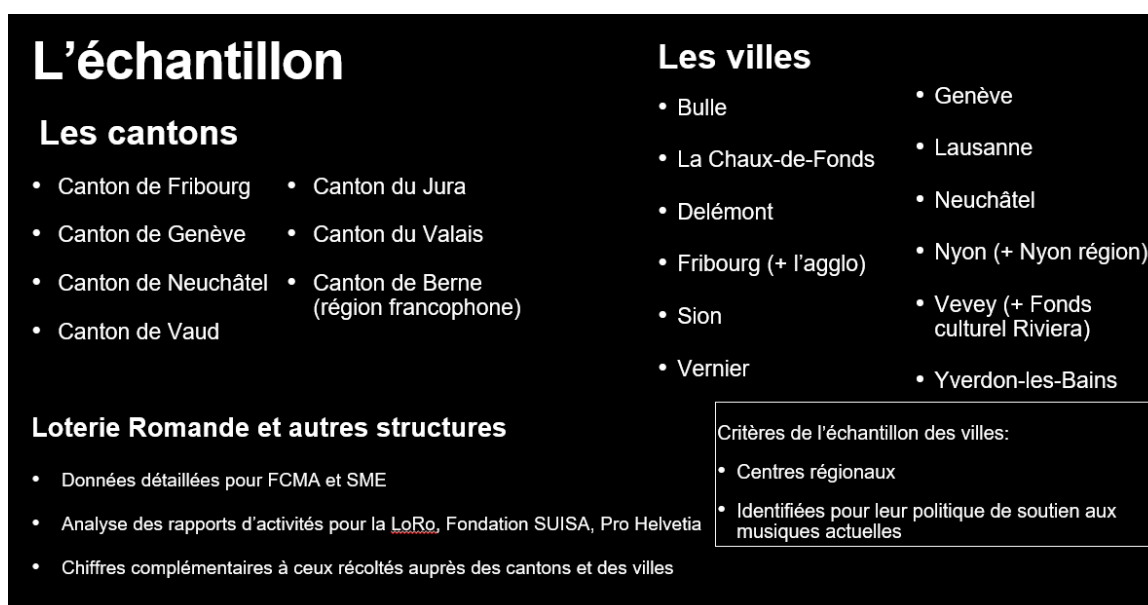 L’échantillon
Les cantons
• Canton de Fribourg
• Canton de Genève
• Canton de Neuchâtel
• Canton de Vaud
• Canton du Jura
• Canton du Valais
• Canton de Berne
(région francophone)
Les villes
• Bulle
• La Chaux-de-Fonds
• Delémont
• Fribourg (+ l’agglo)
• Sion
• Vernier
• Genève
• Lausanne
• Neuchâtel
• Nyon (+ Nyon région)
• Vevey (+ Fonds
culturel Riviera)
• Yverdon-les-Bains
Loterie Romande et autres structures
• Données détaillées pour FCMA et SME
• Analyse des rapports d’activités pour la LoRo, Fondation SUISA, Pro Helvetia
• Chiffres complémentaires à ceux récoltés auprès des cantons et des villes
Critères de l’échantillon des villes:
• Centres régionaux
• Identifiées pour leur politique de soutien aux
musiques actuelles